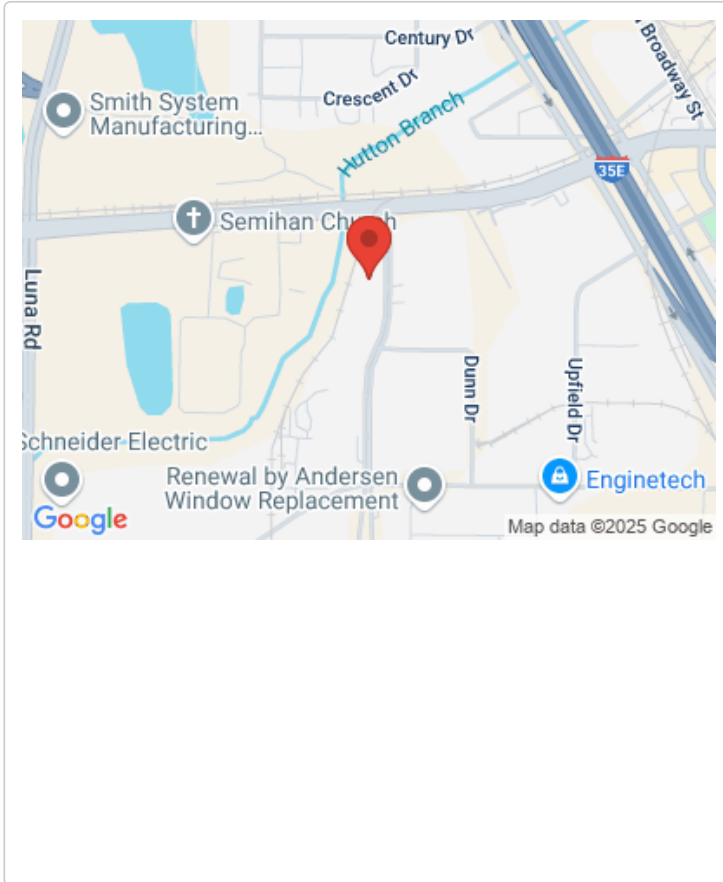 Century Dr
Broadway St
Crescent Dr
Smith System
Manufacturing...
Hutton Branch
35E
Semihan Church
Luna Rd
Dunn Dr
Upfield Dr
Schneider Electric
Renewal by Andersen
Window Replacement
Enginetech
Google
Map data ©2025 Google